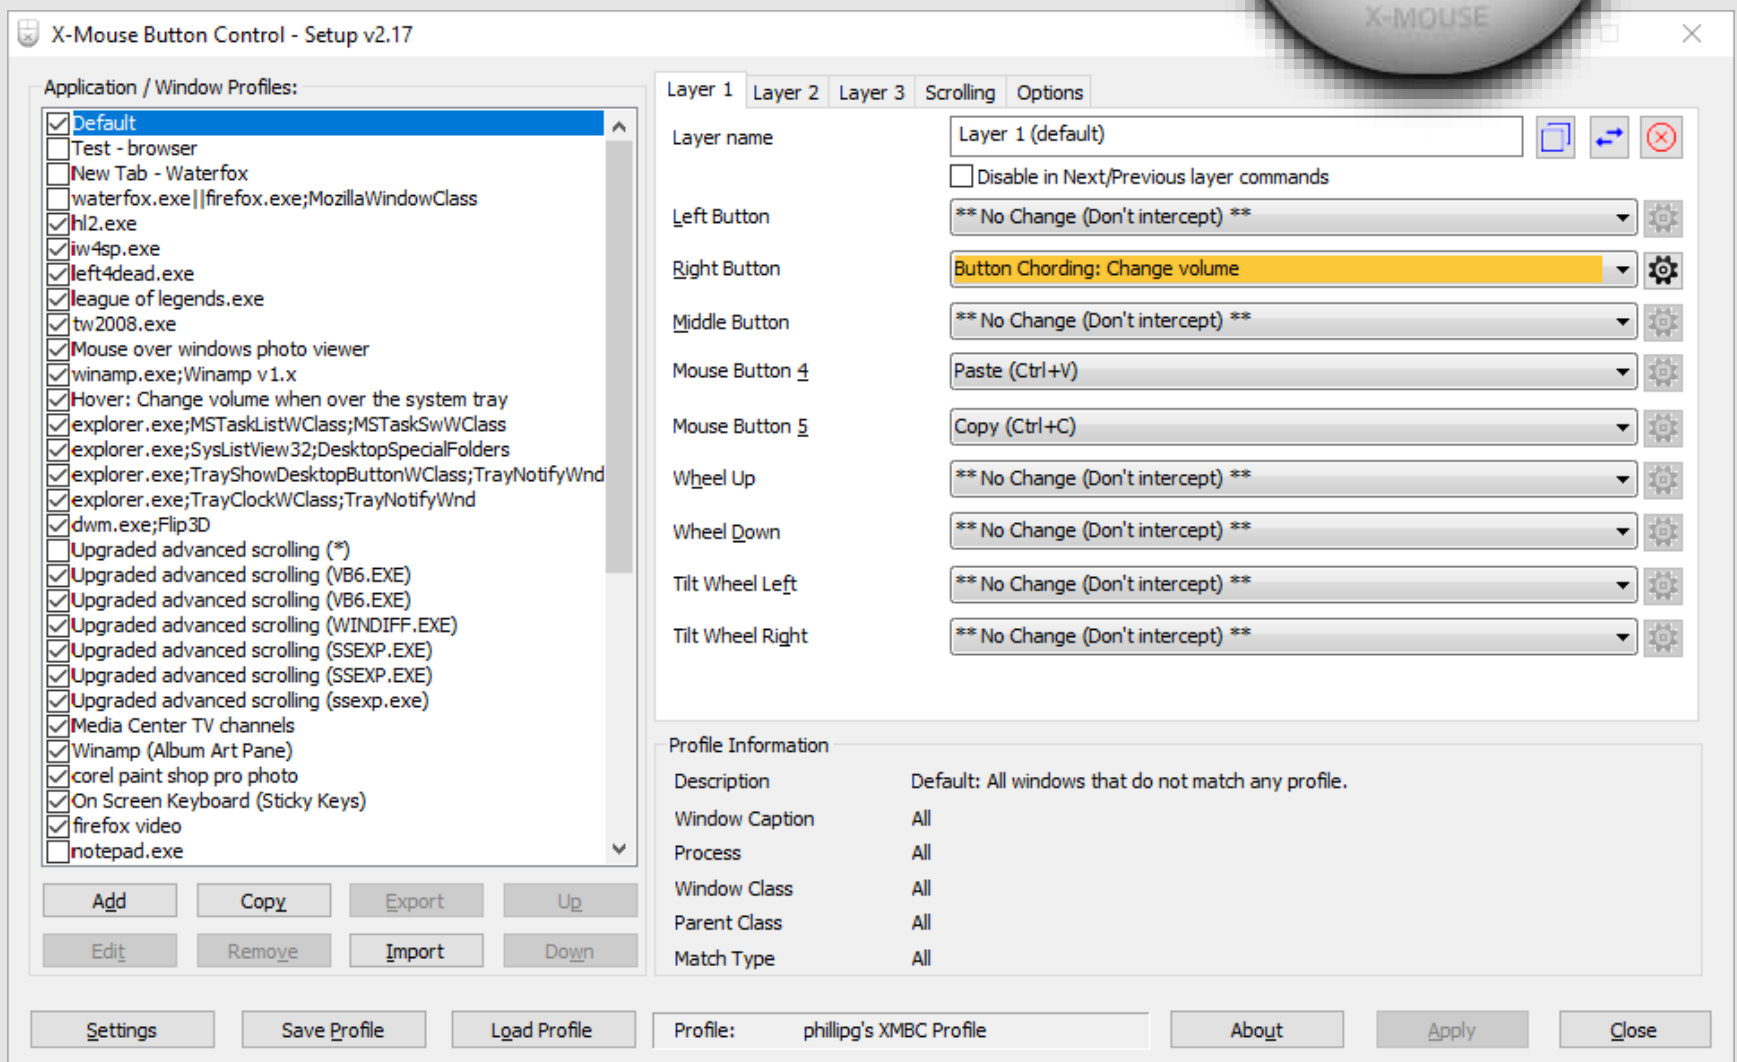 X-MOUSE
X-Mouse Button Control - Setup v2.17
Application / Window Profiles:
Default
Test - browser
New Tab - Waterfox
waterfox.exe||firefox.exe;MozillaWindowClass
hl2.exe
iw4sp.exe
left4dead.exe
league of legends.exe
tw2008.exe
Mouse over windows photo viewer
winamp.exe;Winamp v1.x
Hover: Change volume when over the system tray
explorer.exe;MSTaskListWClass;MSTaskSwWClass
explorer.exe;SysListView32;DesktopSpecialFolders
explorer.exe;TrayShowDesktopButtonWClass;TrayNotifyWnd
explorer.exe;TrayClockWClass;TrayNotifyWnd
dwm.exe;Flip3D
Upgraded advanced scrolling (*)
Upgraded advanced scrolling (VB6.EXE)
Upgraded advanced scrolling (VB6.EXE)
Upgraded advanced scrolling (WINDIFF.EXE)
Upgraded advanced scrolling (SSEXP.EXE)
Upgraded advanced scrolling (SSEXP.EXE)
Upgraded advanced scrolling (ssexp.exe)
Media Center TV channels
Winamp (Album Art Pane)
corel paint shop pro photo
On Screen Keyboard (Sticky Keys)
firefox video
notepad.exe
Add Copy Export Up
Edit Remove Import Down
Layer 1 Layer 2 Layer 3 Scrolling Options
Layer name Layer 1 (default)
Disable in Next/Previous layer commands
Left Button ** No Change (Don't intercept) **
Right Button Button Chording: Change volume
Middle Button ** No Change (Don't intercept) **
Mouse Button 4 Paste (Ctrl+V)
Mouse Button 5 Copy (Ctrl+C)
Wheel Up ** No Change (Don't intercept) **
Wheel Down ** No Change (Don't intercept) **
Tilt Wheel Left ** No Change (Don't intercept) **
Tilt Wheel Right ** No Change (Don't intercept) **
Profile Information
Description Default: All windows that do not match any profile.
Window Caption All
Process All
Window Class All
Parent Class All
Match Type All
Settings Save Profile Load Profile Profile: phillipg's XMBC Profile About Apply Close